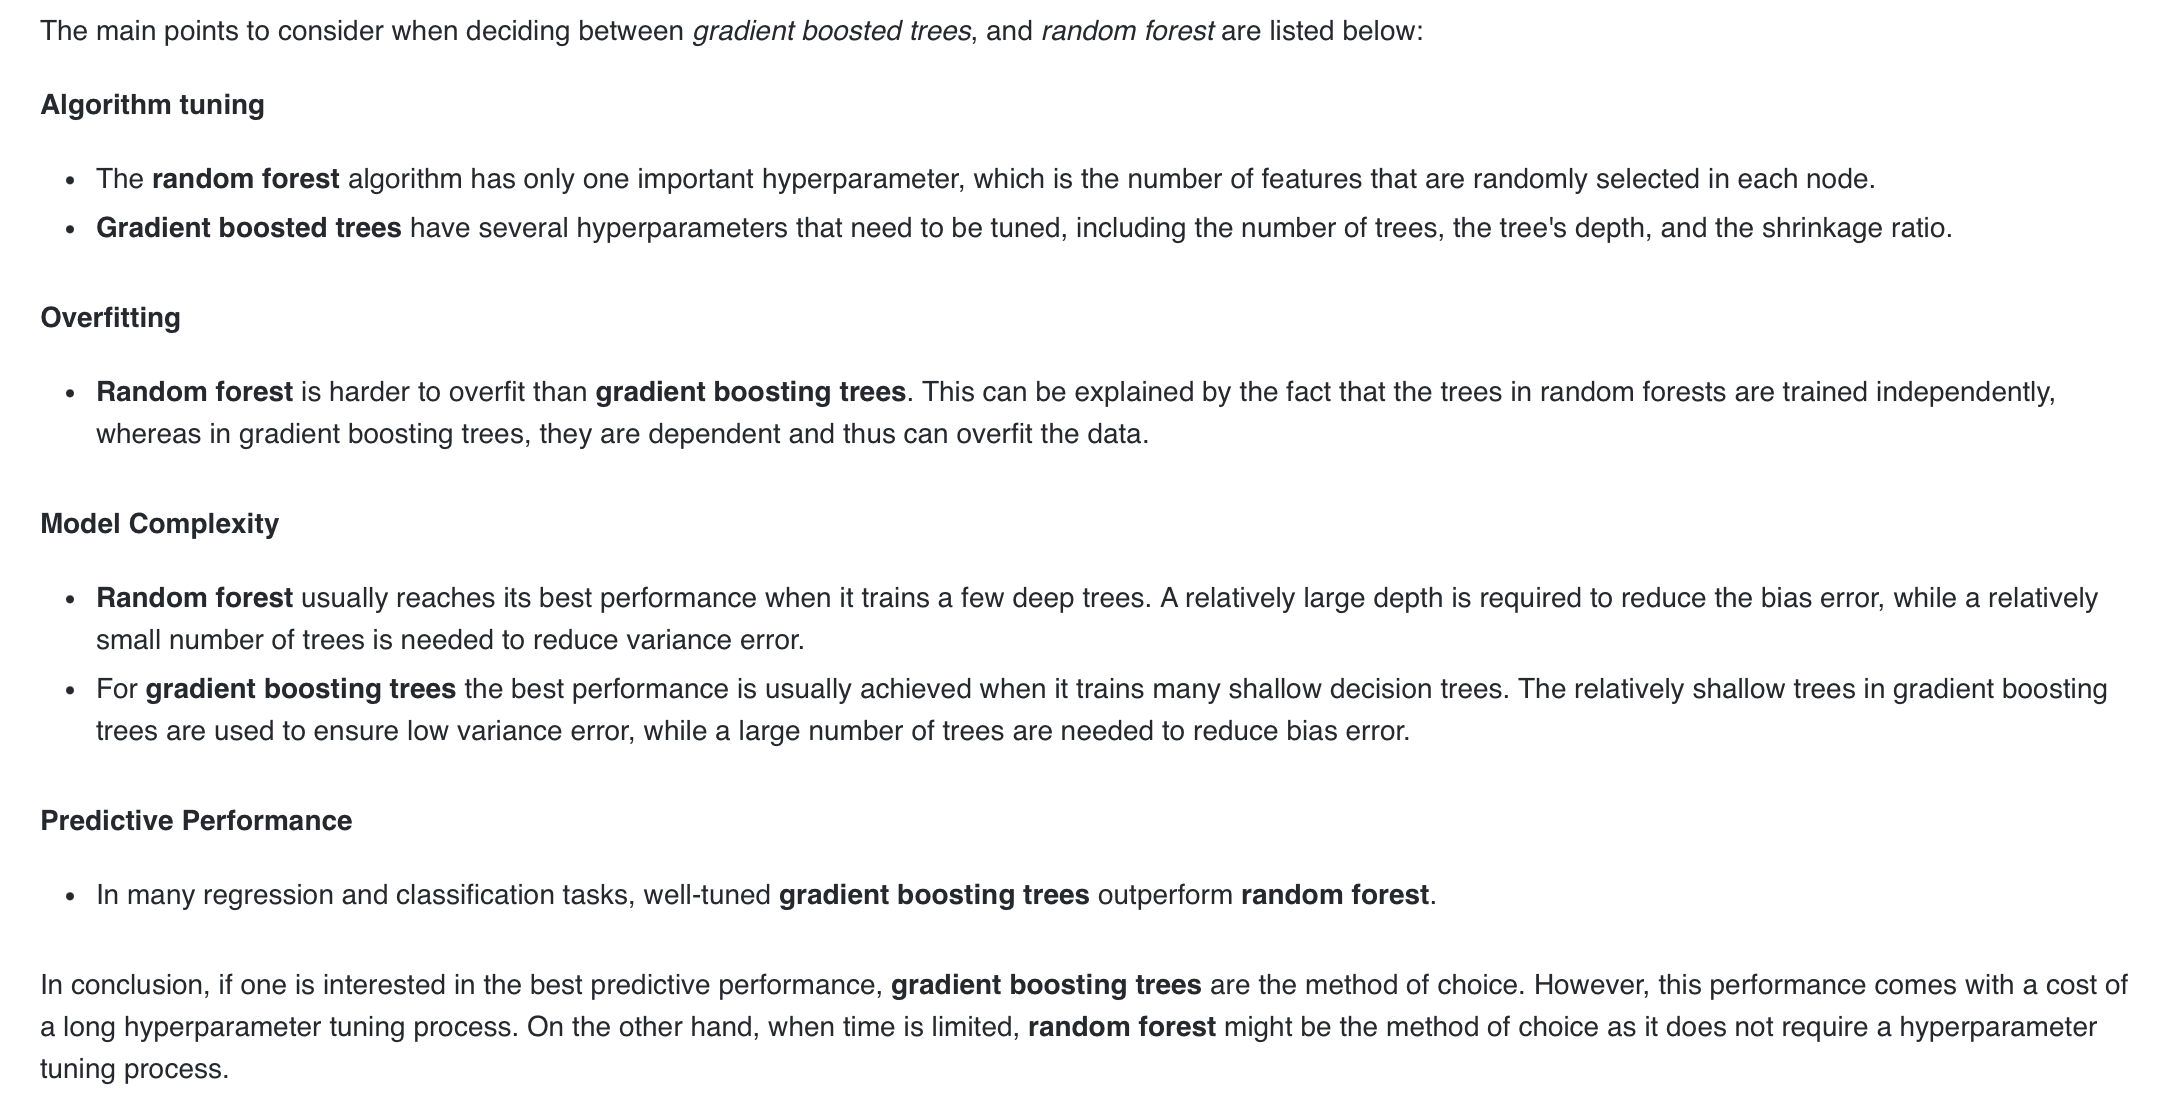 The main points to consider when deciding between gradient boosted trees, and random forest are listed below:
Algorithm tuning
• The random forest algorithm has only one important hyperparameter, which is the number of features that are randomly selected in each node.
• Gradient boosted trees have several hyperparameters that need to be tuned, including the number of trees, the tree's depth, and the shrinkage ratio.
Overfitting
• Random forest is harder to overfit than gradient boosting trees. This can be explained by the fact that the trees in random forests are trained independently,
whereas in gradient boosting trees, they are dependent and thus can overfit the data.
Model Complexity
• Random forest usually reaches its best performance when it trains a few deep trees. A relatively large depth is required to reduce the bias error, while a relatively
small number of trees is needed to reduce variance error.
• For gradient boosting trees the best performance is usually achieved when it trains many shallow decision trees. The relatively shallow trees in gradient boosting
trees are used to ensure low variance error, while a large number of trees are needed to reduce bias error.
Predictive Performance
• In many regression and classification tasks, well-tuned gradient boosting trees outperform random forest.
In conclusion, if one is interested in the best predictive performance, gradient boosting trees are the method of choice. However, this performance comes with a cost of
a long hyperparameter tuning process. On the other hand, when time is limited, random forest might be the method of choice as it does not require a hyperparameter
tuning process.